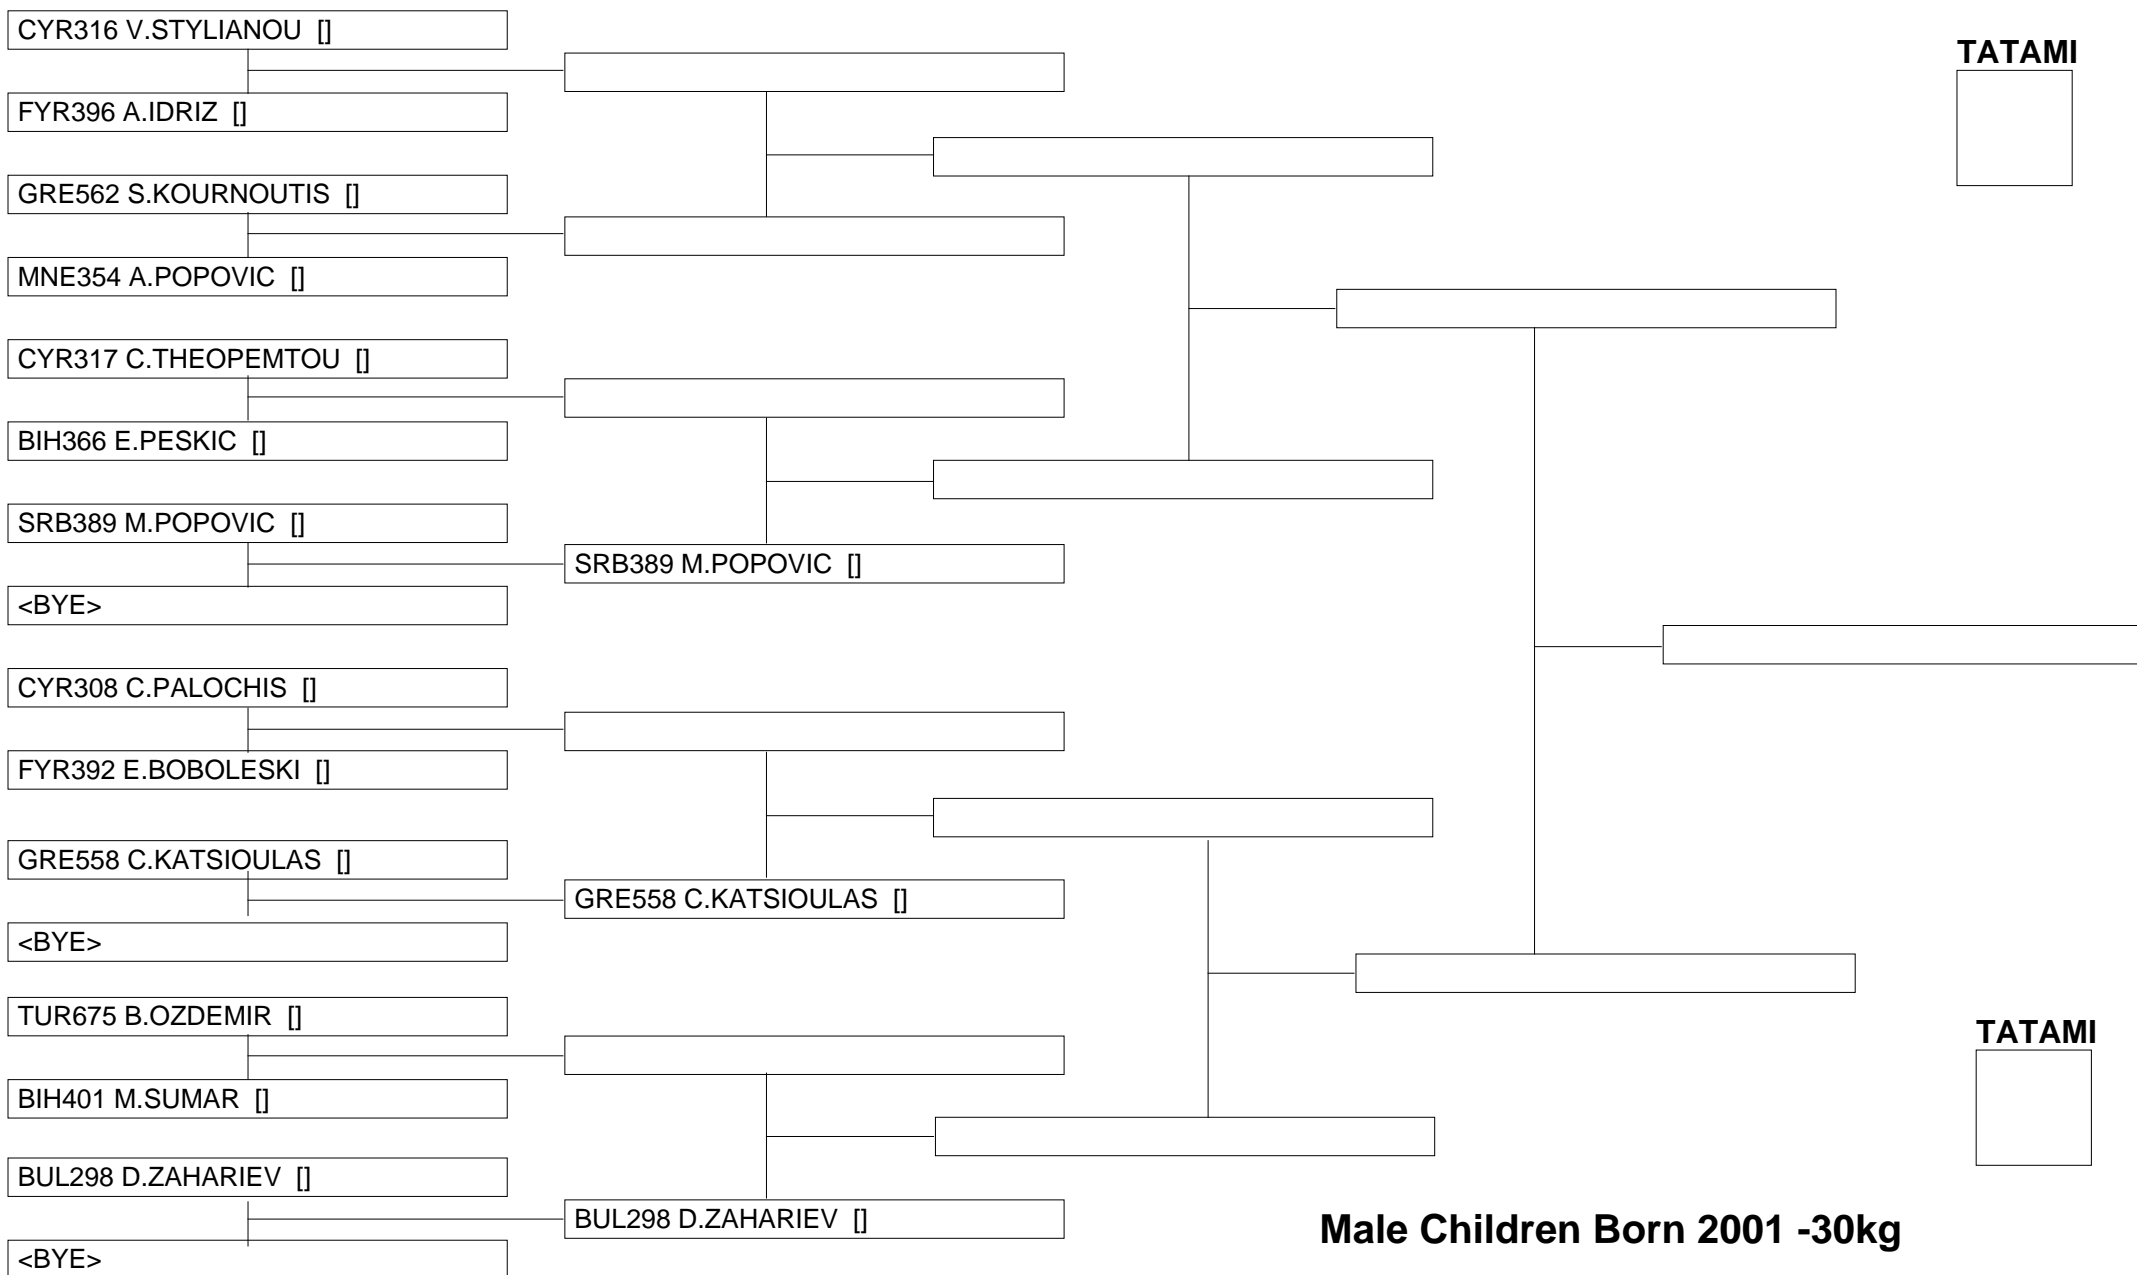 CYR316 V.STYLIANOU []
TATAMI
FYR396 A.IDRIZ []
GRE562 S.KOURNOUTIS []
MNE354 A.POPOVIC []
CYR317 C.THEOPEMTOU []
BIH366 E.PESKIC []
SRB389 M.POPOVIC []
SRB389 M.POPOVIC []
<BYE>
CYR308 C.PALOCHIS []
FYR392 E.BOBOLESKI []
GRE558 C.KATSIOULAS []
GRE558 C.KATSIOULAS []
<BYE>
TUR675 B.OZDEMIR []
TATAMI
BIH401 M.SUMAR []
BUL298 D.ZAHARIEV []
BUL298 D.ZAHARIEV []
Male Children Born 2001 -30kg
<BYE>